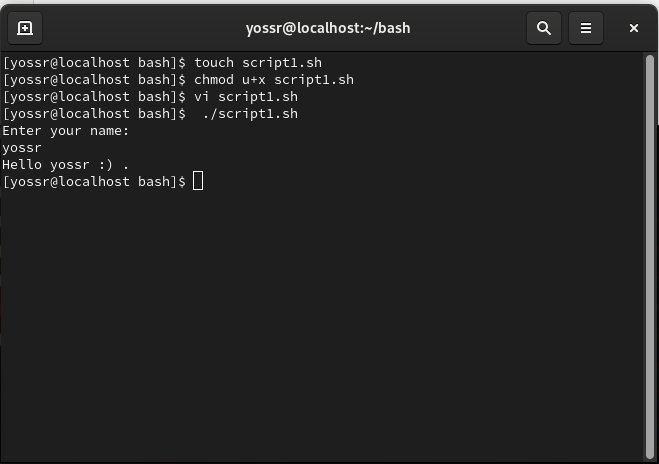 yossr@localhost:~/bash
[yossr@localhost bash]$ touch script1.sh
[yossr@localhost bash]$ chmod u+x script1.sh
[yossr@localhost bash]$ vi script1.sh
[yossr@localhost bash]$  ./script1.sh
Enter your name:
yossr
Hello yossr :) .
[yossr@localhost bash]$